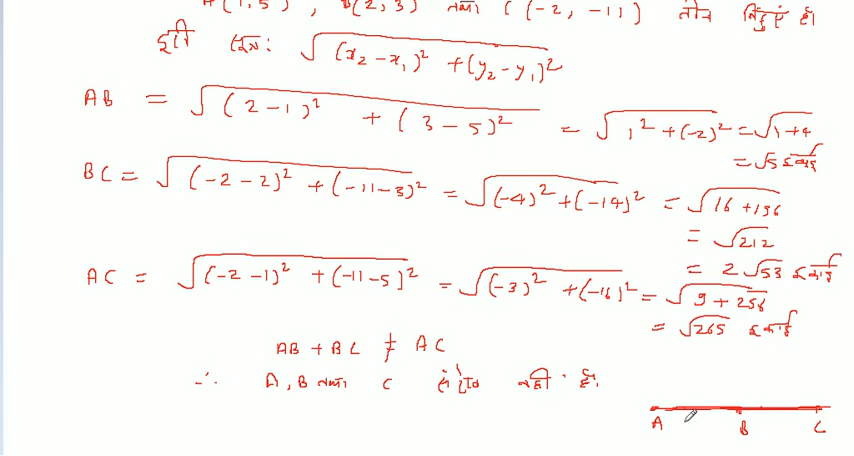 A(1,5), B(2,3) तथा C(-2, -11) तीन बिंदु हैं।
दूरी सूत्र: √(x₂-x₁)² + (y₂-y₁)²
AB = √(2-1)² + (3-5)² = √1² + (-2)² = √1+4
= √5 इकाई
BC = √(-2-2)² + (-11-3)² = √(-4)² + (-14)² = √16 + 196
= √212
= 2√53 इकाई
AC = √(-2-1)² + (-11-5)² = √(-3)² + (-16)² = √9 + 256
= √265 इकाई
AB + BC ≠ AC
∴ A, B तथा C संरेख नहीं हैं।
A B C